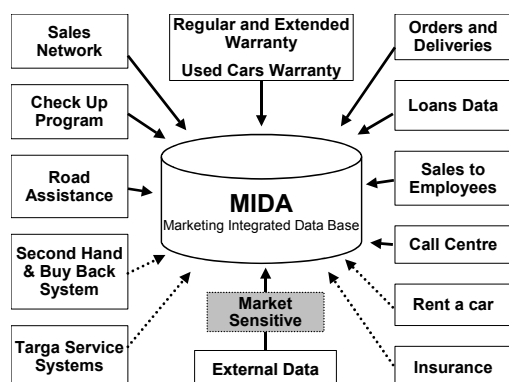 Sales
Network
Regular and Extended
Warranty
Used Cars Warranty
Orders and
Deliveries
Check Up
Program
Loans Data
Road
Assistance
MIDA
Marketing Integrated Data Base
Sales to
Employees
Second Hand
& Buy Back
System
Call Centre
Market
Sensitive
Rent a car
Targa Service
Systems
External Data
Insurance